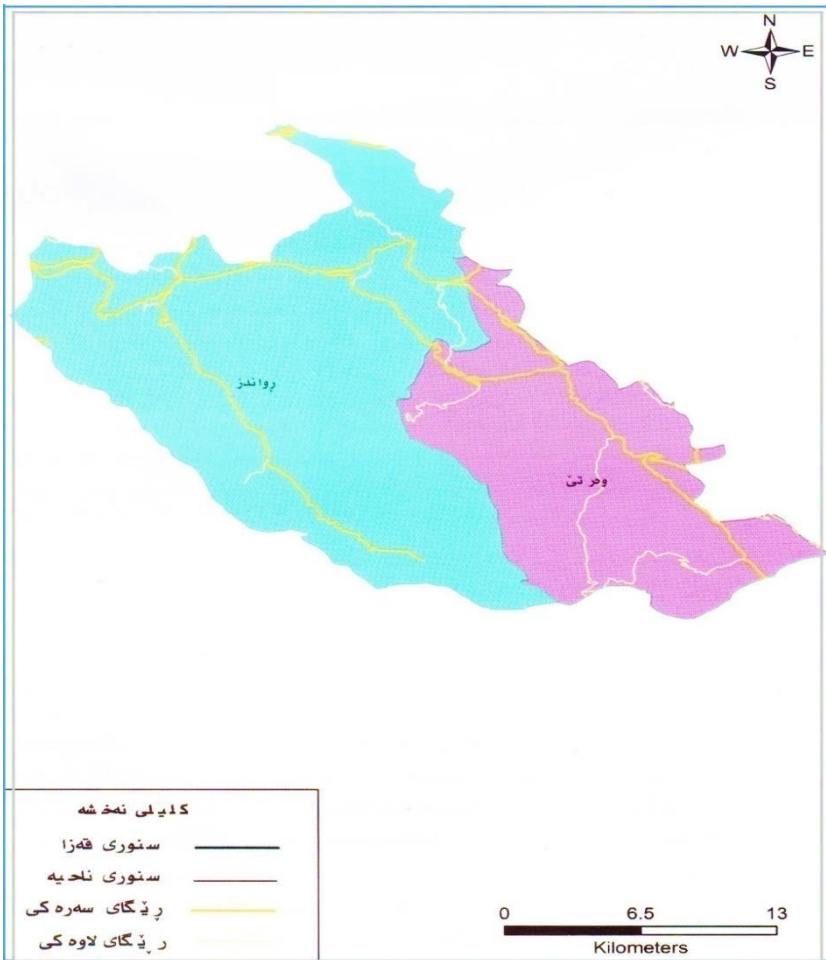 N
W E
S
ڕواندز
وەرتێ
کلیلی نەخشە
سنوری قەزا
سنوری ناحیە
ڕێگای سەرەکی
ڕێگای لاوەکی
0 6.5 13
Kilometers